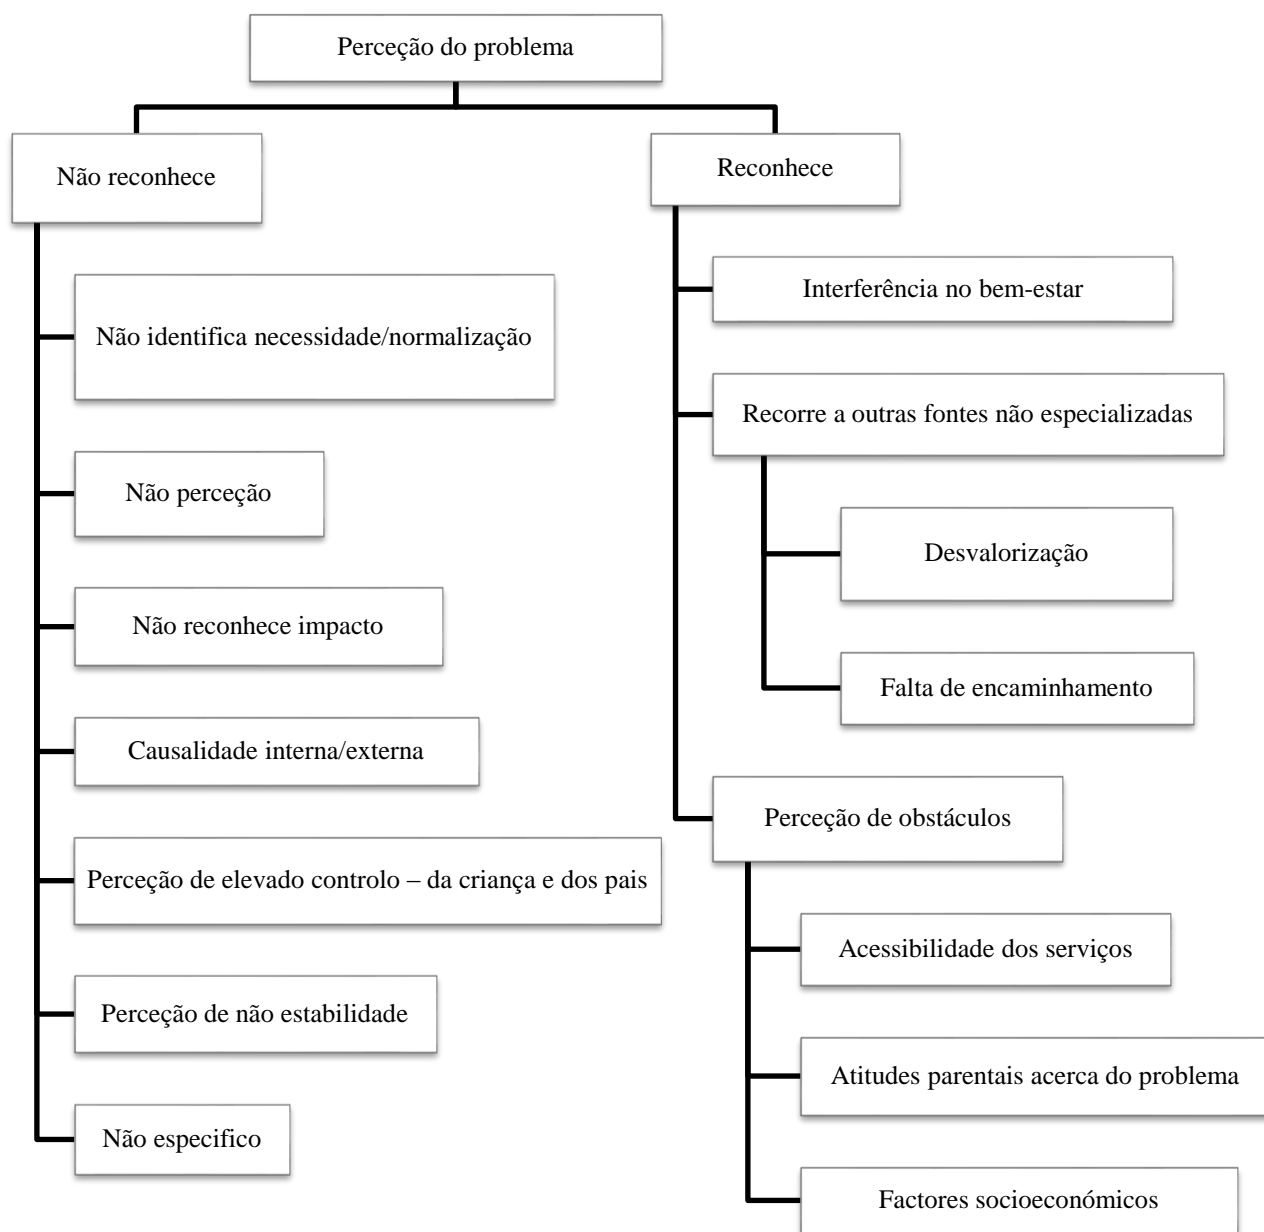 Perceção do problema
Não reconhece
Não identifica necessidade/normalização
Não perceção
Não reconhece impacto
Causalidade interna/externa
Perceção de elevado controlo – da criança e dos pais
Perceção de não estabilidade
Não especifico
Reconhece
Interferência no bem-estar
Recorre a outras fontes não especializadas
Desvalorização
Falta de encaminhamento
Perceção de obstáculos
Acessibilidade dos serviços
Atitudes parentais acerca do problema
Factores socioeconómicos